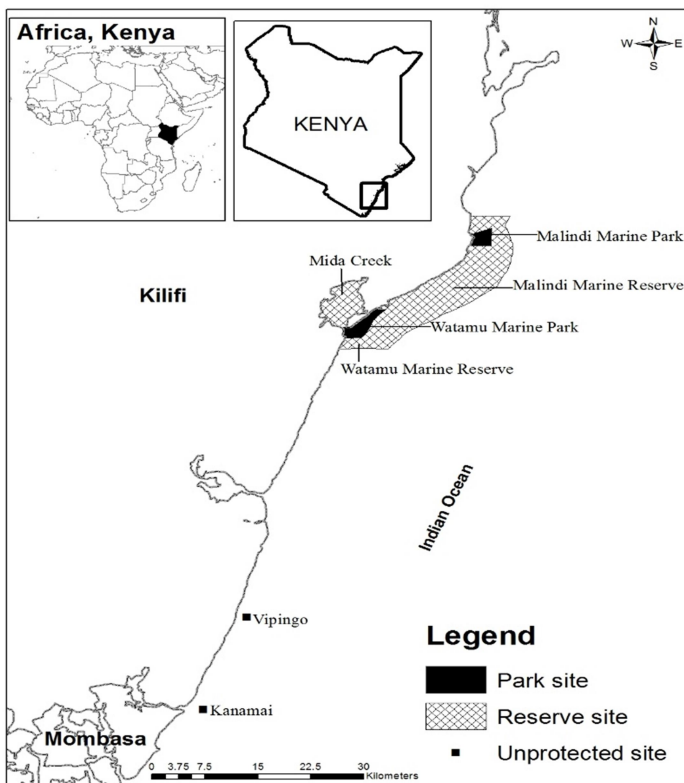 Africa, Kenya
KENYA
N
W E
S
Malindi Marine Park
Mida Creek
Malindi Marine Reserve
Kilifi
Watamu Marine Park
Watamu Marine Reserve
Indian Ocean
Vipingo
Legend
Park site
Kanamai
Reserve site
Mombasa
Unprotected site
0 3.75 7.5 15 22.5 30
Kilometers